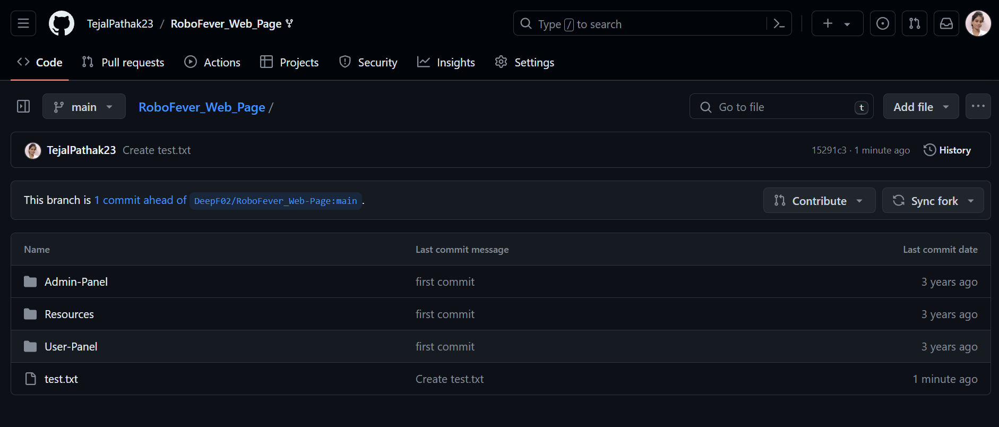 TejalPathak23 / RoboFever_Web_Page Type / to search
Code Pull requests Actions Projects Security Insights Settings
main RoboFever_Web_Page / Go to file t Add file
TejalPathak23 Create test.txt 15291c3 · 1 minute ago History
This branch is 1 commit ahead of DeepF02/RoboFever_Web-Page:main . Contribute Sync fork
Name Last commit message Last commit date
Admin-Panel first commit 3 years ago
Resources first commit 3 years ago
User-Panel first commit 3 years ago
test.txt Create test.txt 1 minute ago